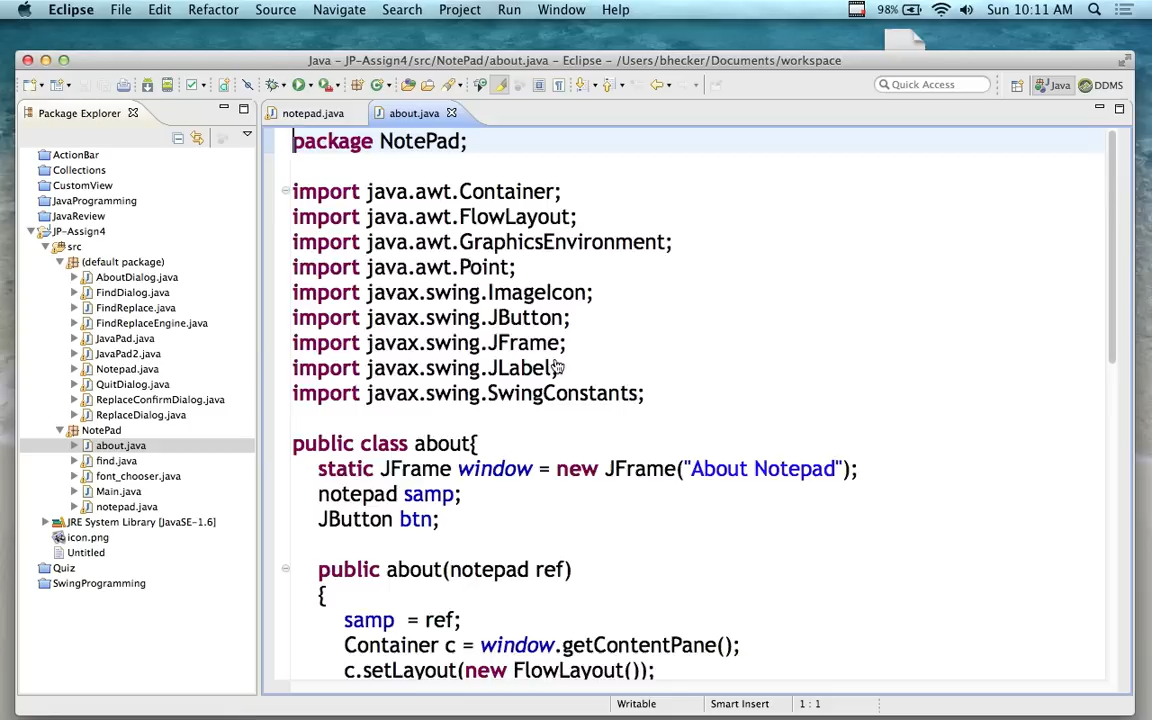 Eclipse File Edit Refactor Source Navigate Search Project Run Window Help 98% Sun 10:11 AM
Java - JP-Assign4/src/NotePad/about.java - Eclipse - /Users/bhecker/Documents/workspace
Quick Access Java DDMS
Package Explorer
notepad.java about.java
ActionBar
Collections
CustomView
JavaProgramming
JavaReview
JP-Assign4
src
(default package)
AboutDialog.java
FindDialog.java
FindReplace.java
FindReplaceEngine.java
JavaPad.java
JavaPad2.java
Notepad.java
QuitDialog.java
ReplaceConfirmDialog.java
ReplaceDialog.java
NotePad
about.java
find.java
font_chooser.java
Main.java
notepad.java
JRE System Library [JavaSE-1.6]
icon.png
Untitled
Quiz
SwingProgramming
package NotePad;
import java.awt.Container;
import java.awt.FlowLayout;
import java.awt.GraphicsEnvironment;
import java.awt.Point;
import javax.swing.ImageIcon;
import javax.swing.JButton;
import javax.swing.JFrame;
import javax.swing.JLabel;
import javax.swing.SwingConstants;
public class about{
static JFrame window = new JFrame("About Notepad");
notepad samp;
JButton btn;
public about(notepad ref)
{
samp = ref;
Container c = window.getContentPane();
c.setLayout(new FlowLayout());
Writable Smart Insert 1 : 1